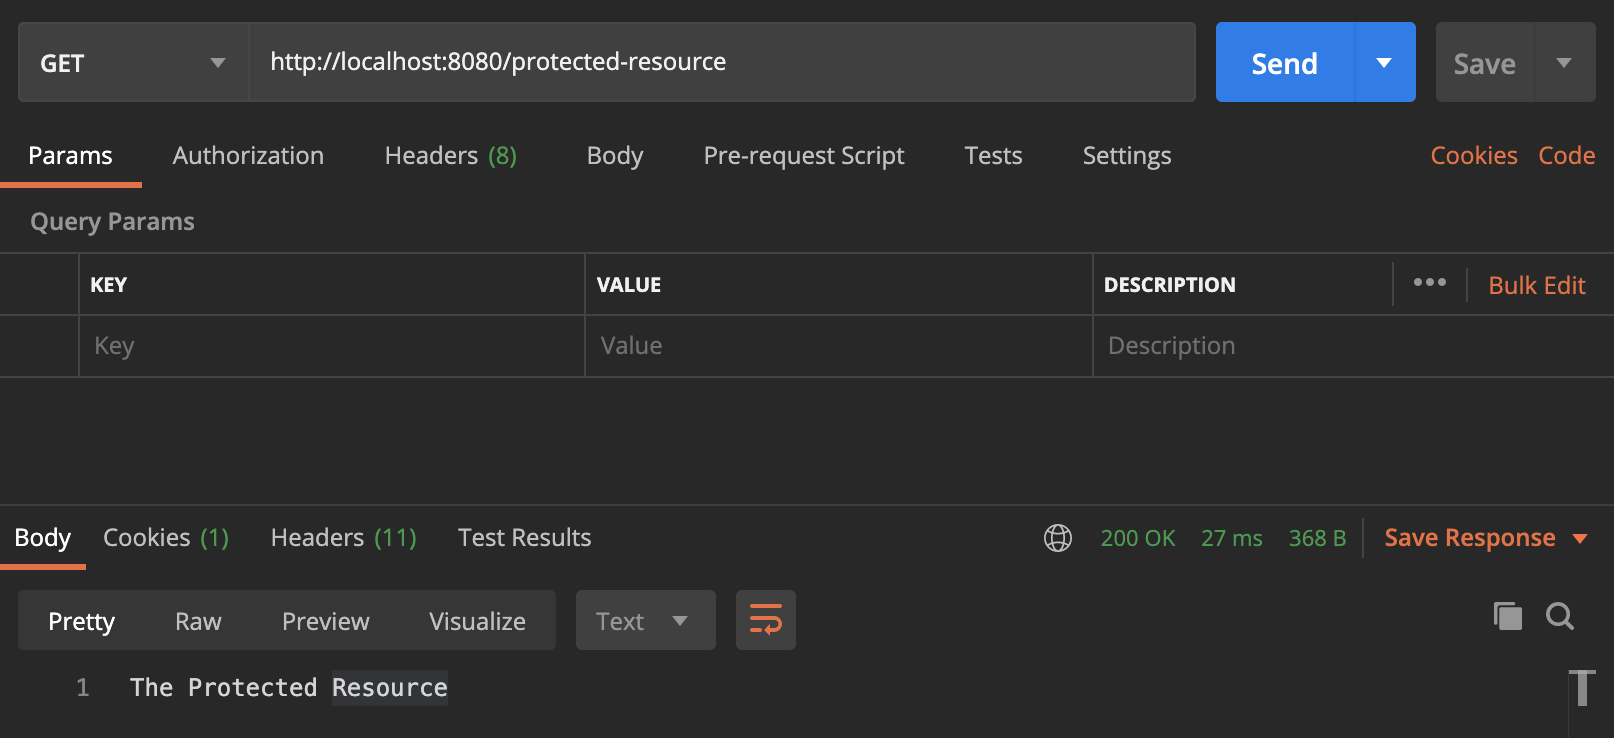 GET http://localhost:8080/protected-resource Send Save
Params Authorization Headers (8) Body Pre-request Script Tests Settings Cookies Code
Query Params
KEY VALUE DESCRIPTION ••• Bulk Edit
Key Value Description
Body Cookies (1) Headers (11) Test Results 200 OK 27 ms 368 B Save Response
Pretty Raw Preview Visualize Text
1 The Protected Resource